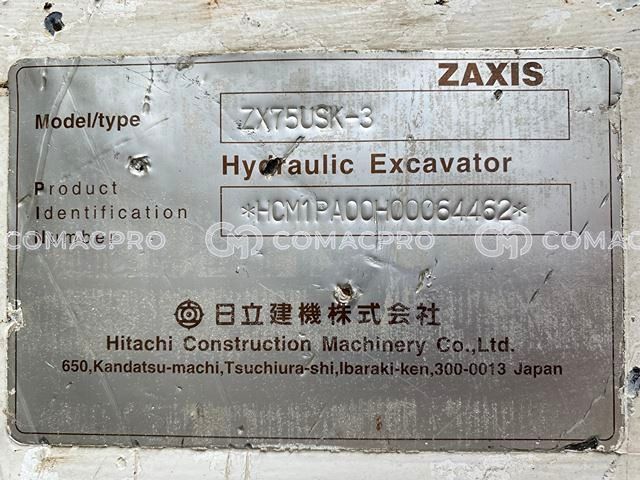 ZAXIS
Model/type ZX75USK-3
Hydraulic Excavator
Product
Identification *HCM1PA00H00064462*
Number
COMACPRO COMACPRO COMACPRO
日立建機株式会社
Hitachi Construction Machinery Co.,Ltd.
650,Kandatsu-machi,Tsuchiura-shi,Ibaraki-ken,300-0013 Japan